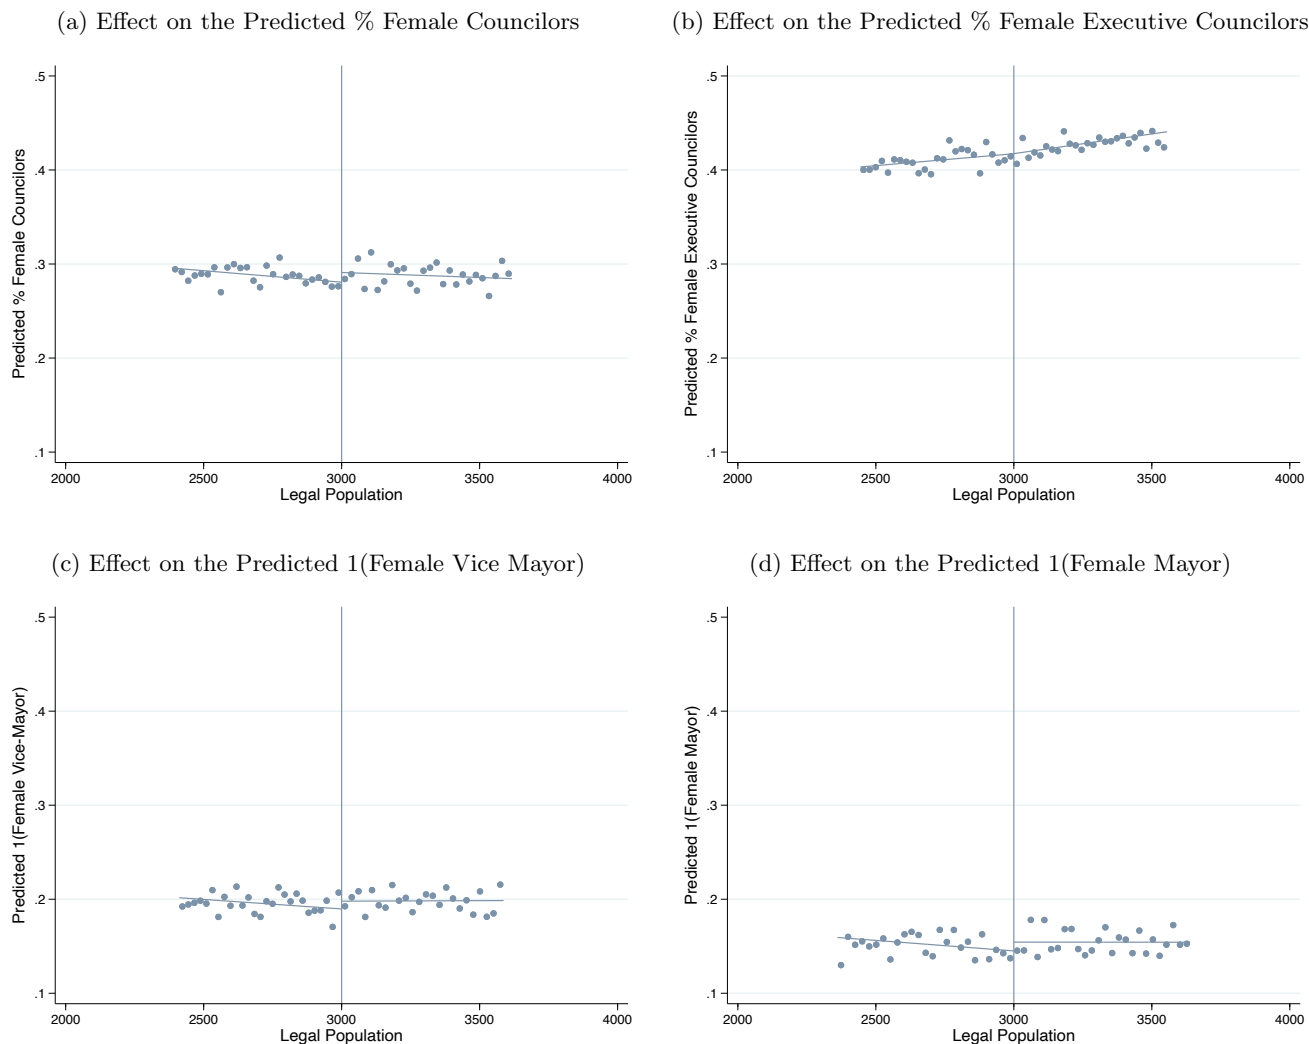 (a) Effect on the Predicted % Female Councilors
Predicted % Female Councilors
.5
.4
.3
.2
.1
2000 2500 3000 3500 4000
Legal Population
(b) Effect on the Predicted % Female Executive Councilors
Predicted % Female Executive Councilors
.5
.4
.3
.2
.1
2000 2500 3000 3500 4000
Legal Population
(c) Effect on the Predicted 1(Female Vice Mayor)
Predicted 1(Female Vice-Mayor)
.5
.4
.3
.2
.1
2000 2500 3000 3500 4000
Legal Population
(d) Effect on the Predicted 1(Female Mayor)
Predicted 1(Female Mayor)
.5
.4
.3
.2
.1
2000 2500 3000 3500 4000
Legal Population